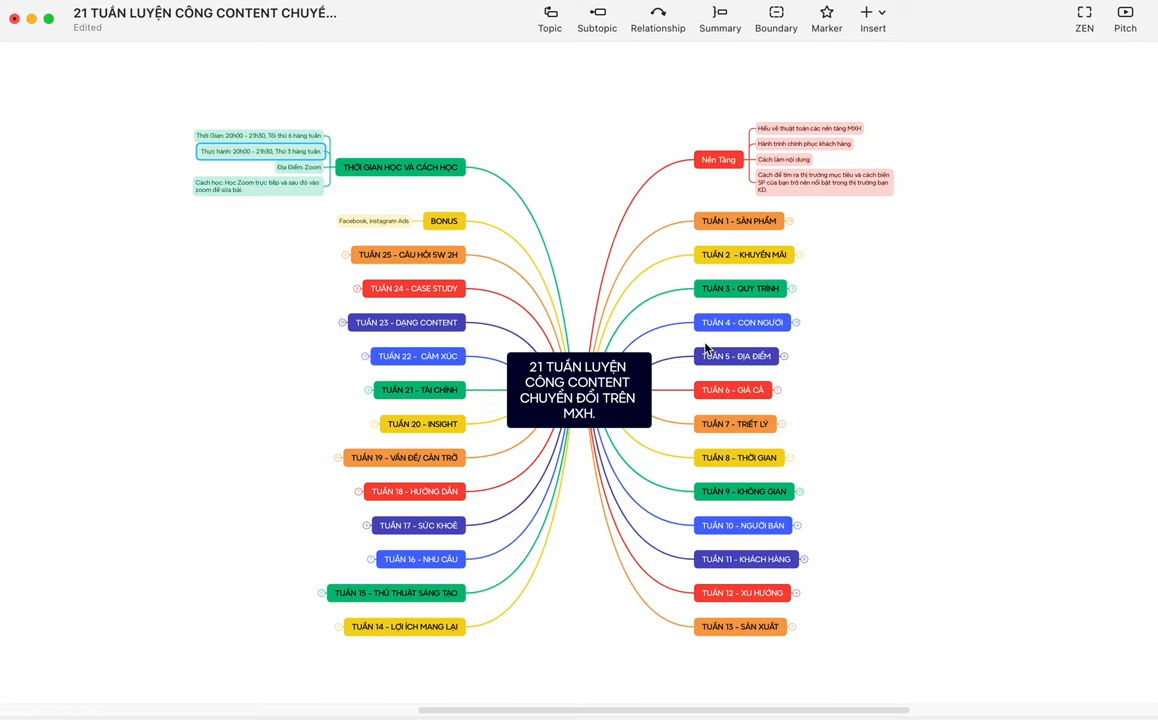 21 TUẦN LUYỆN CÔNG CONTENT CHUYỂ...
Edited
Topic
Subtopic
Relationship
Summary
Boundary
Marker
Insert
ZEN
Pitch
Thời Gian: 20h00 - 21h30, Tối thứ 6 hàng tuần
Thực hành: 20h00 - 21h30, Thứ 3 hàng tuần.
Địa Điểm: Zoom
Cách học: Học Zoom trực tiếp và sau đó vào
zoom để sửa bài.
THỜI GIAN HỌC VÀ CÁCH HỌC
Facebook, instagram Ads
BONUS
TUẦN 25 - CÂU HỎI 5W 2H
TUẦN 24 - CASE STUDY
TUẦN 23 - DẠNG CONTENT
TUẦN 22 - CẢM XÚC
TUẦN 21 - TÀI CHÍNH
TUẦN 20 - INSIGHT
TUẦN 19 - VẤN ĐỀ/ CẢN TRỞ
TUẦN 18 - HƯỚNG DẪN
TUẦN 17 - SỨC KHOẺ
TUẦN 16 - NHU CẦU
TUẦN 15 - THỦ THUẬT SÁNG TẠO
TUẦN 14 - LỢI ÍCH MANG LẠI
21 TUẦN LUYỆN
CÔNG CONTENT
CHUYỂN ĐỔI TRÊN
MXH.
Nền Tảng
Hiểu về thuật toán các nền tảng MXH
Hành trình chinh phục khách hàng
Cách làm nội dung
Cách để tìm ra thị trường mục tiêu và cách biến
SP của bạn trở nên nổi bật trong thị trường bạn
KD.
TUẦN 1 - SẢN PHẨM
TUẦN 2 - KHUYẾN MÃI
TUẦN 3 - QUY TRÌNH
TUẦN 4 - CON NGƯỜI
TUẦN 5 - ĐỊA ĐIỂM
TUẦN 6 - GIÁ CẢ
TUẦN 7 - TRIẾT LÝ
TUẦN 8 - THỜI GIAN
TUẦN 9 - KHÔNG GIAN
TUẦN 10 - NGƯỜI BÁN
TUẦN 11 - KHÁCH HÀNG
TUẦN 12 - XU HƯỚNG
TUẦN 13 - SẢN XUẤT